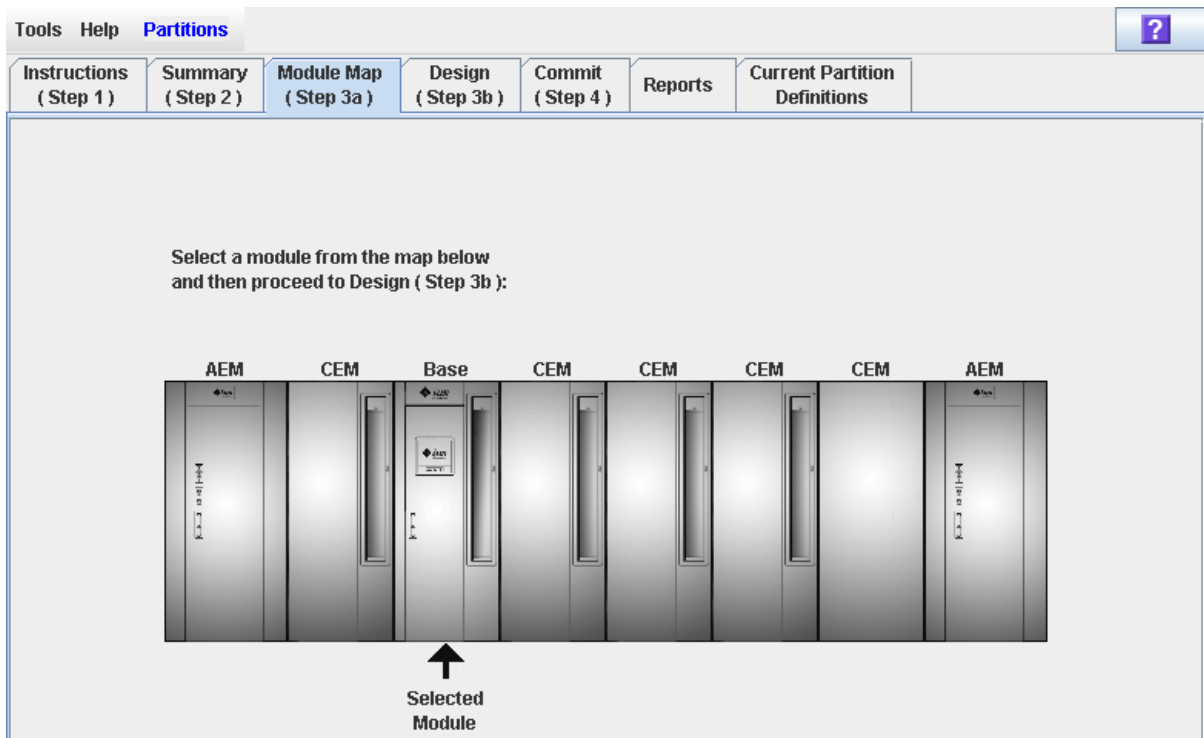 Tools Help Partitions
?
Instructions
( Step 1 )
Summary
( Step 2 )
Module Map
( Step 3a )
Design
( Step 3b )
Commit
( Step 4 )
Reports
Current Partition
Definitions
Select a module from the map below
and then proceed to Design ( Step 3b ):
AEM CEM Base CEM CEM CEM CEM AEM
Selected
Module